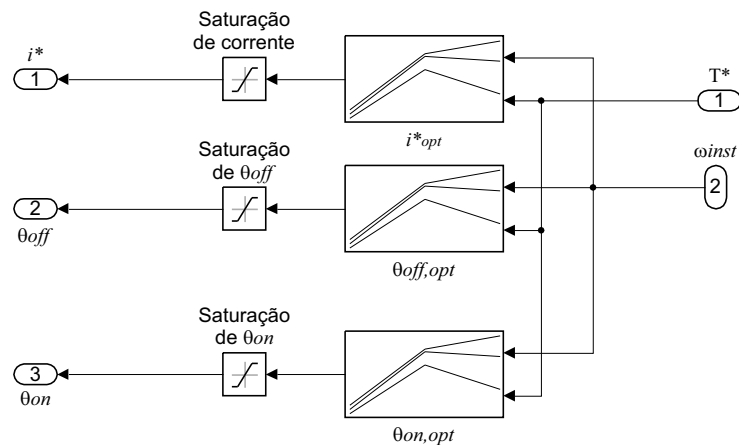 Saturação
de corrente
i*
1
i*opt
T*
1
Saturação
de θoff
ωinst
2
2
θoff
θoff,opt
Saturação
de θon
3
θon
θon,opt